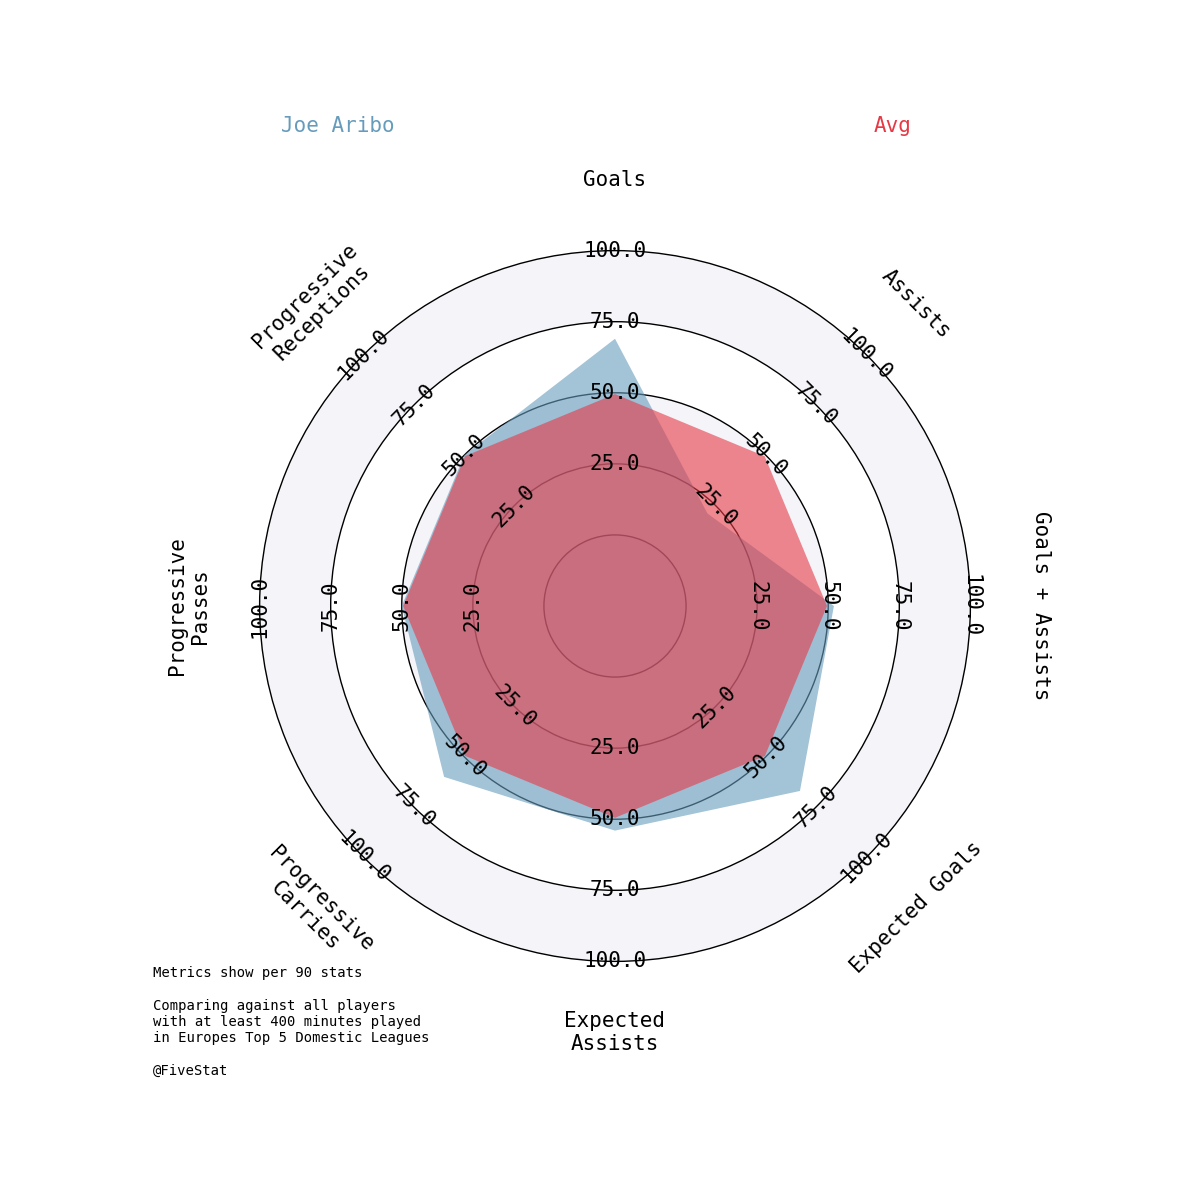 Joe Aribo
Avg
Goals
100.0
75.0
50.0
25.0
Assists
100.0
75.0
50.0
25.0
Goals + Assists
100.0
75.0
50.0
25.0
Expected Goals
100.0
75.0
50.0
25.0
Expected
Assists
100.0
75.0
50.0
25.0
Progressive
Carries
100.0
75.0
50.0
25.0
Progressive
Passes
100.0
75.0
50.0
25.0
Progressive
Receptions
100.0
75.0
50.0
25.0
Metrics show per 90 stats
Comparing against all players
with at least 400 minutes played
in Europes Top 5 Domestic Leagues
@FiveStat